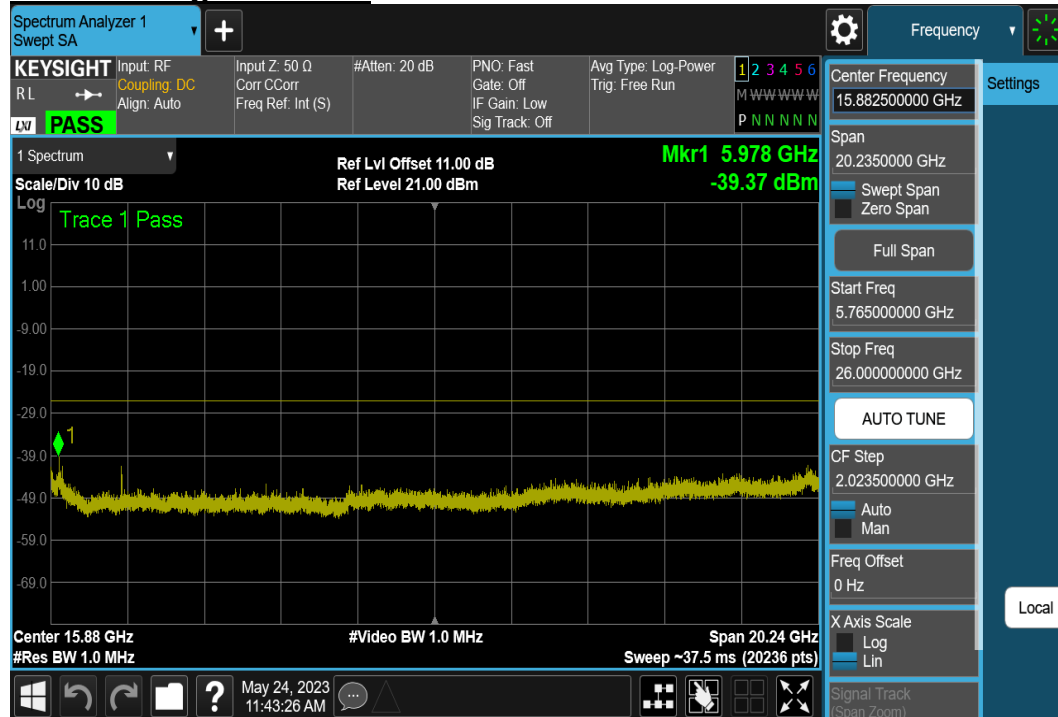 Spectrum Analyzer 1
Swept SA
+
Frequency
KEYSIGHT
RL
LXI
PASS
Input: RF
Coupling: DC
Align: Auto
Input Z: 50 Ω
Corr CCorr
Freq Ref: Int (S)
#Atten: 20 dB
PNO: Fast
Gate: Off
IF Gain: Low
Sig Track: Off
Avg Type: Log-Power
Trig: Free Run
1 2 3 4 5 6
M W W W W W
P N N N N N
1 Spectrum
Scale/Div 10 dB
Ref Lvl Offset 11.00 dB
Ref Level 21.00 dBm
Mkr1 5.978 GHz
-39.37 dBm
Log
Trace 1 Pass
11.0
1.00
-9.00
-19.0
-29.0
-39.0
-49.0
-59.0
-69.0
1
Center 15.88 GHz
#Video BW 1.0 MHz
Span 20.24 GHz
#Res BW 1.0 MHz
Sweep ~37.5 ms (20236 pts)
Center Frequency
15.882500000 GHz
Span
20.2350000 GHz
Swept Span
Zero Span
Full Span
Start Freq
5.765000000 GHz
Stop Freq
26.000000000 GHz
AUTO TUNE
CF Step
2.023500000 GHz
Auto
Man
Freq Offset
0 Hz
X Axis Scale
Log
Lin
Signal Track
(Span Zoom)
Settings
Local
?
May 24, 2023
11:43:26 AM